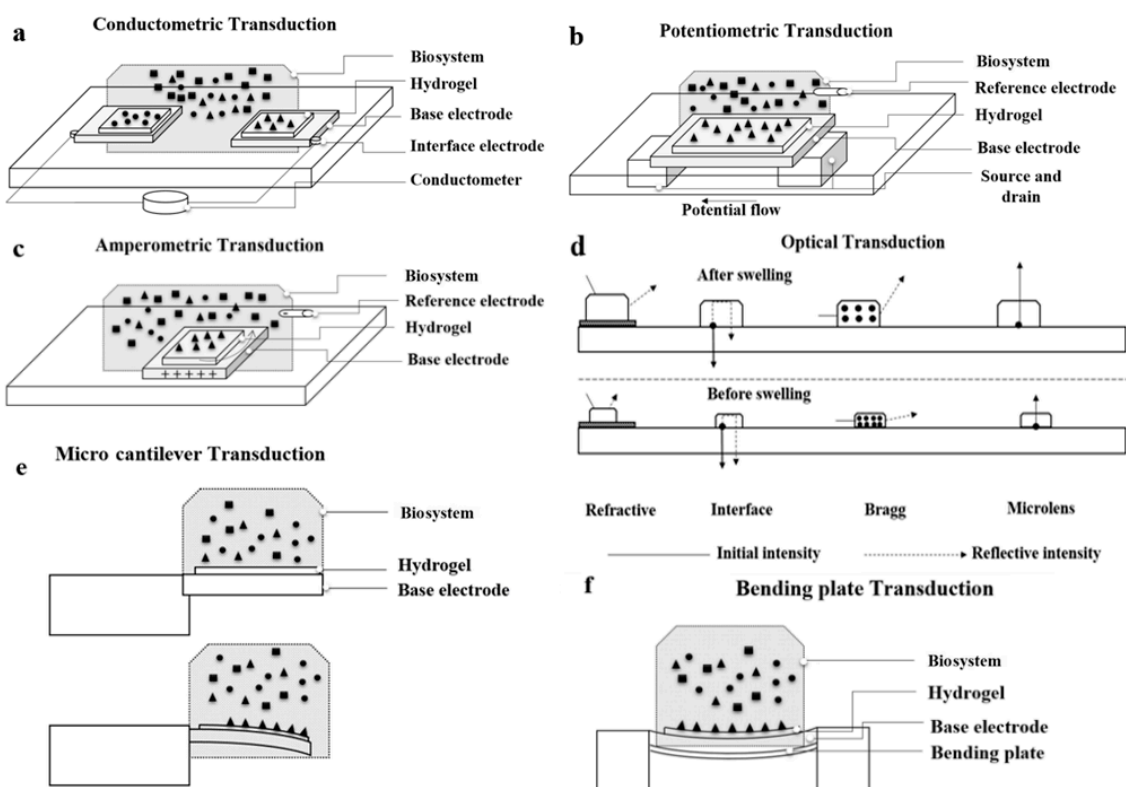 a
Conductometric Transduction
Biosystem
Hydrogel
Base electrode
Interface electrode
Conductometer
b
Potentiometric Transduction
Biosystem
Reference electrode
Hydrogel
Base electrode
Source and
drain
Potential flow
c
Amperometric Transduction
Biosystem
Reference electrode
Hydrogel
Base electrode
+ + + + +
d
Optical Transduction
After swelling
Before swelling
Refractive
Interface
Bragg
Microlens
Initial intensity
Reflective intensity
e
Micro cantilever Transduction
Biosystem
Hydrogel
Base electrode
f
Bending plate Transduction
Biosystem
Hydrogel
Base electrode
Bending plate